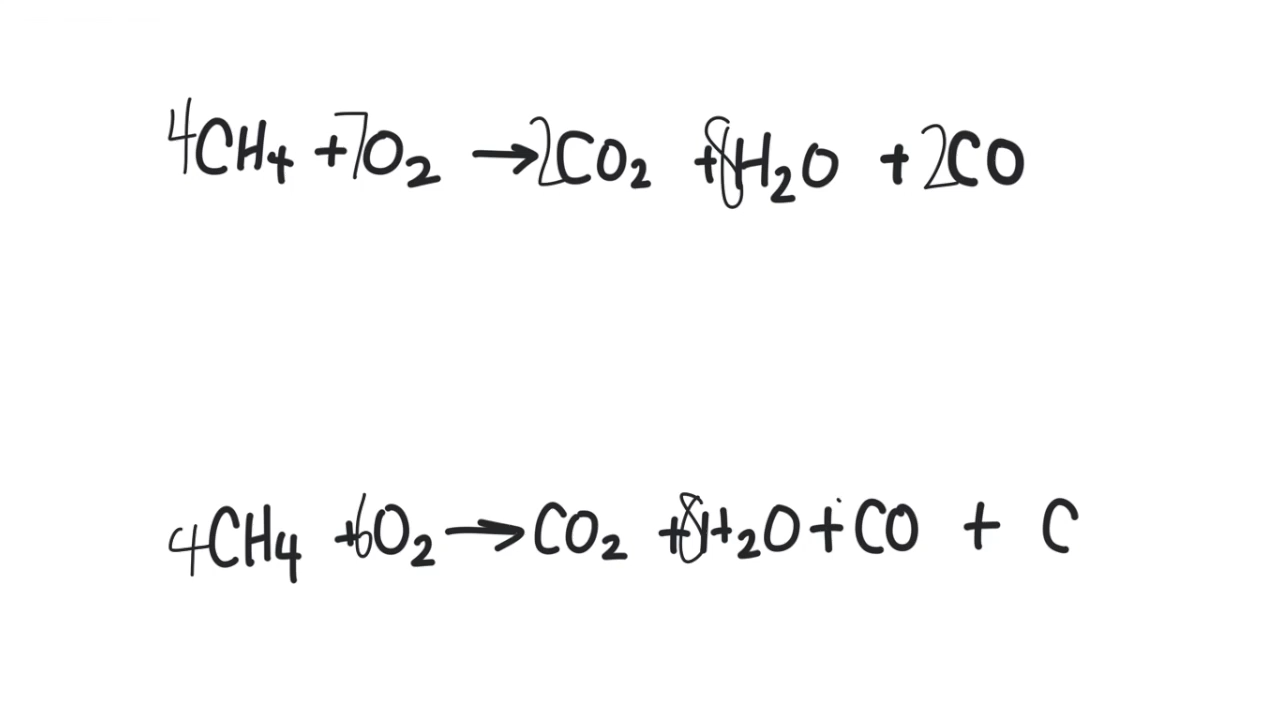 4CH₄ + 7O₂ → 2CO₂ + 8H₂O + 2CO
4CH₄ + 6O₂ → CO₂ + 8H₂O + CO + C